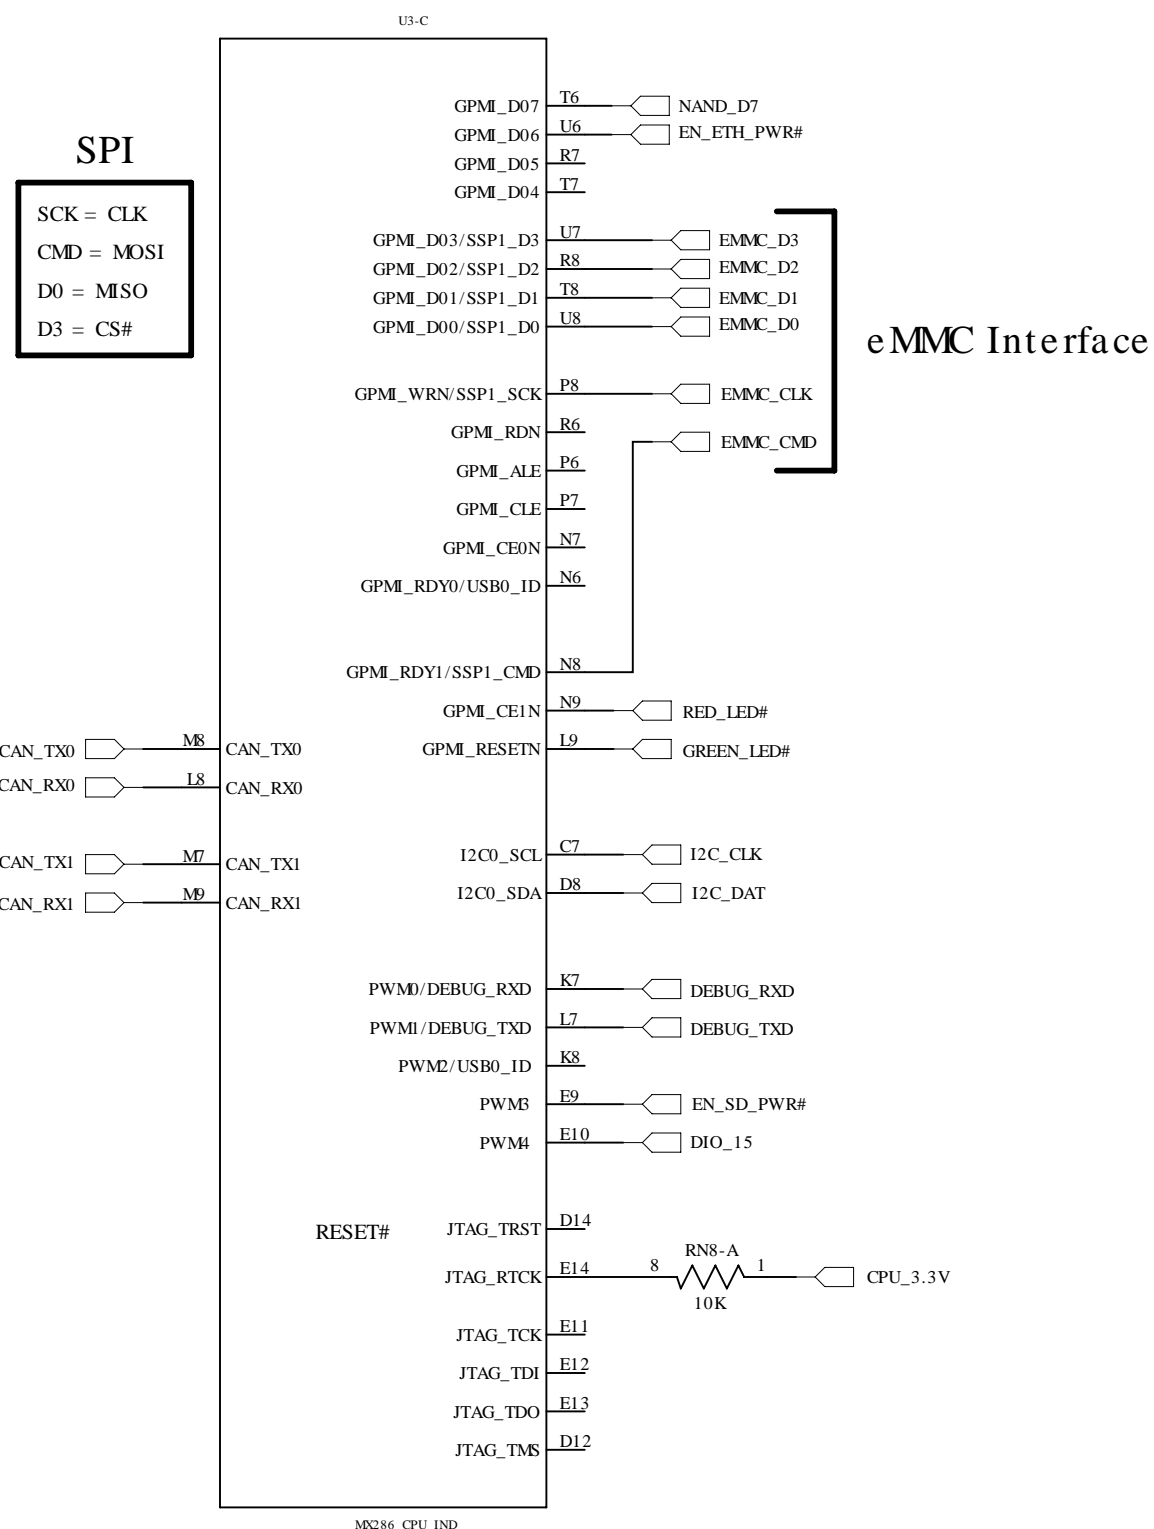 U3-C
SPI
SCK = CLK
CMD = MOSI
D0 = MISO
D3 = CS#
GPMI_D07 T6 NAND_D7
GPMI_D06 U6 EN_ETH_PWR#
GPMI_D05 R7
GPMI_D04 T7
GPMI_D03/SSP1_D3 U7 EMMC_D3
GPMI_D02/SSP1_D2 R8 EMMC_D2
GPMI_D01/SSP1_D1 T8 EMMC_D1
GPMI_D00/SSP1_D0 U8 EMMC_D0
eMMC Interface
GPMI_WRN/SSP1_SCK P8 EMMC_CLK
GPMI_RDN R6
EMMC_CMD
GPMI_ALE P6
GPMI_CLE P7
GPMI_CE0N N7
GPMI_RDY0/USB0_ID N6
GPMI_RDY1/SSP1_CMD N8
GPMI_CE1N N9 RED_LED#
GPMI_RESETN L9 GREEN_LED#
CAN_TX0 M8 CAN_TX0
CAN_RX0 L8 CAN_RX0
CAN_TX1 M7 CAN_TX1
CAN_RX1 M9 CAN_RX1
I2C0_SCL C7 I2C_CLK
I2C0_SDA D8 I2C_DAT
PWM0/DEBUG_RXD K7 DEBUG_RXD
PWM1/DEBUG_TXD L7 DEBUG_TXD
PWM2/USB0_ID K8
PWM3 E9 EN_SD_PWR#
PWM4 E10 DIO_15
RESET#
JTAG_TRST D14
JTAG_RTCK E14 8 RN8-A 1 CPU_3.3V
10K
JTAG_TCK E11
JTAG_TDI E12
JTAG_TDO E13
JTAG_TMS D12
MX286_CPU_IND